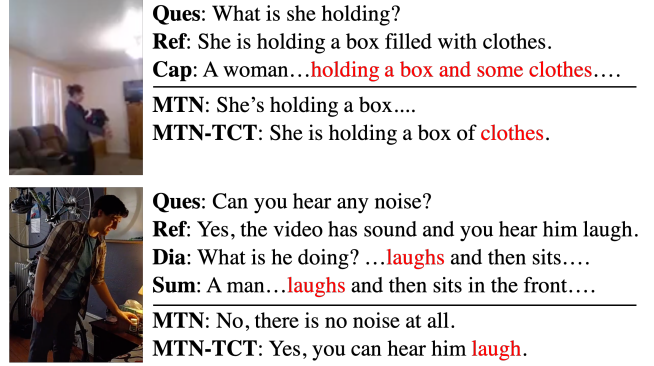 Ques: What is she holding?
Ref: She is holding a box filled with clothes.
Cap: A woman…holding a box and some clothes….
MTN: She's holding a box....
MTN-TCT: She is holding a box of clothes.
Ques: Can you hear any noise?
Ref: Yes, the video has sound and you hear him laugh.
Dia: What is he doing? …laughs and then sits….
Sum: A man…laughs and then sits in the front….
MTN: No, there is no noise at all.
MTN-TCT: Yes, you can hear him laugh.